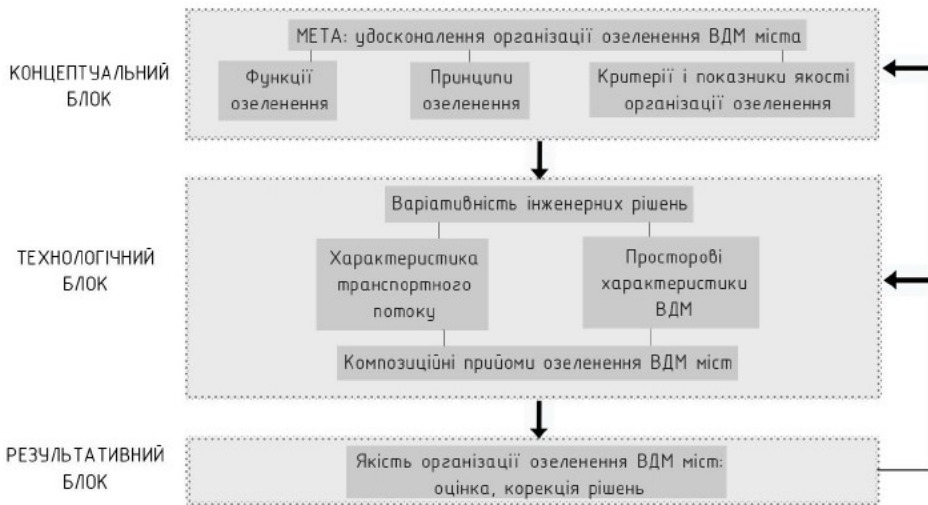 МЕТА: удосконалення організації озеленення ВДМ міста
КОНЦЕПТУАЛЬНИЙ
БЛОК
Функції
озеленення
Принципи
озеленення
Критерії і показники якості
організації озеленення
Варіативність інженерних рішень
ТЕХНОЛОГІЧНИЙ
БЛОК
Характеристика
транспортного
потоку
Просторові
характеристики
ВДМ
Композиційні прийоми озеленення ВДМ міст
РЕЗУЛЬТАТИВНИЙ
БЛОК
Якість організації озеленення ВДМ міст:
оцінка, корекція рішень